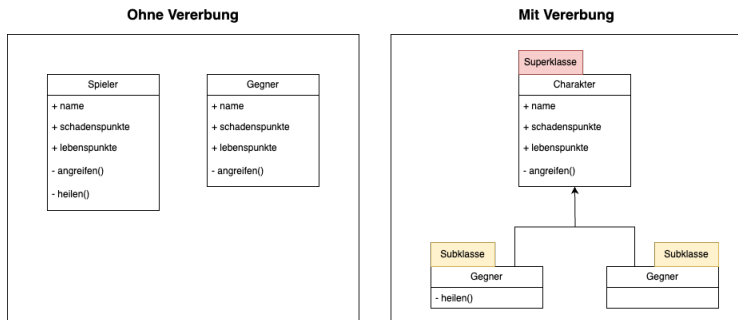 Ohne Vererbung
Spieler
+ name
+ schadenspunkte
+ lebenspunkte
- angreifen()
- heilen()
Gegner
+ name
+ schadenspunkte
+ lebenspunkte
- angreifen()
Mit Vererbung
Superklasse
Charakter
+ name
+ schadenspunkte
+ lebenspunkte
- angreifen()
Subklasse
Gegner
- heilen()
Subklasse
Gegner